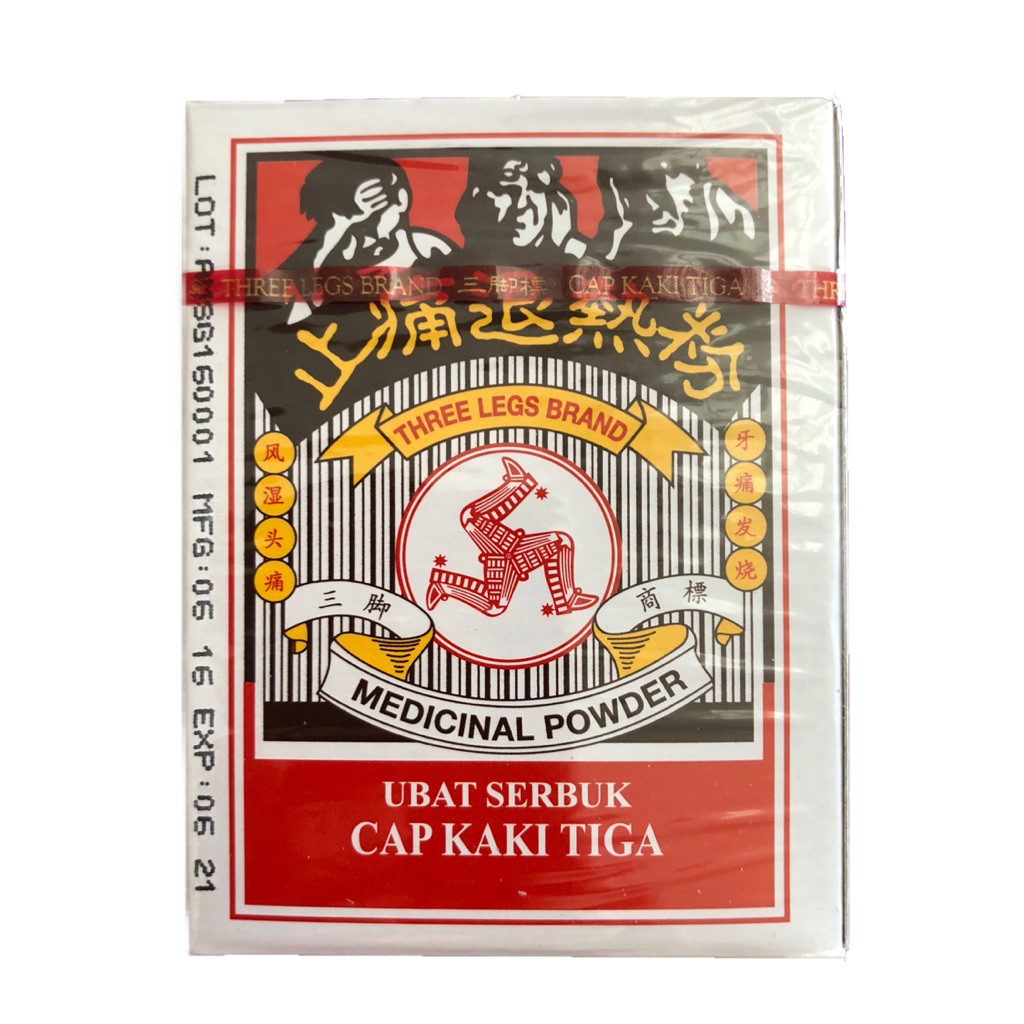 THREE LEGS BRAND 三脚標 CAP KAKI TIGA THR
止痛退熱粉
THREE LEGS BRAND
风湿头痛
牙痛发烧
三脚
商標
MEDICINAL POWDER
UBAT SERBUK
CAP KAKI TIGA
MFG:06 16 EXP:06 21